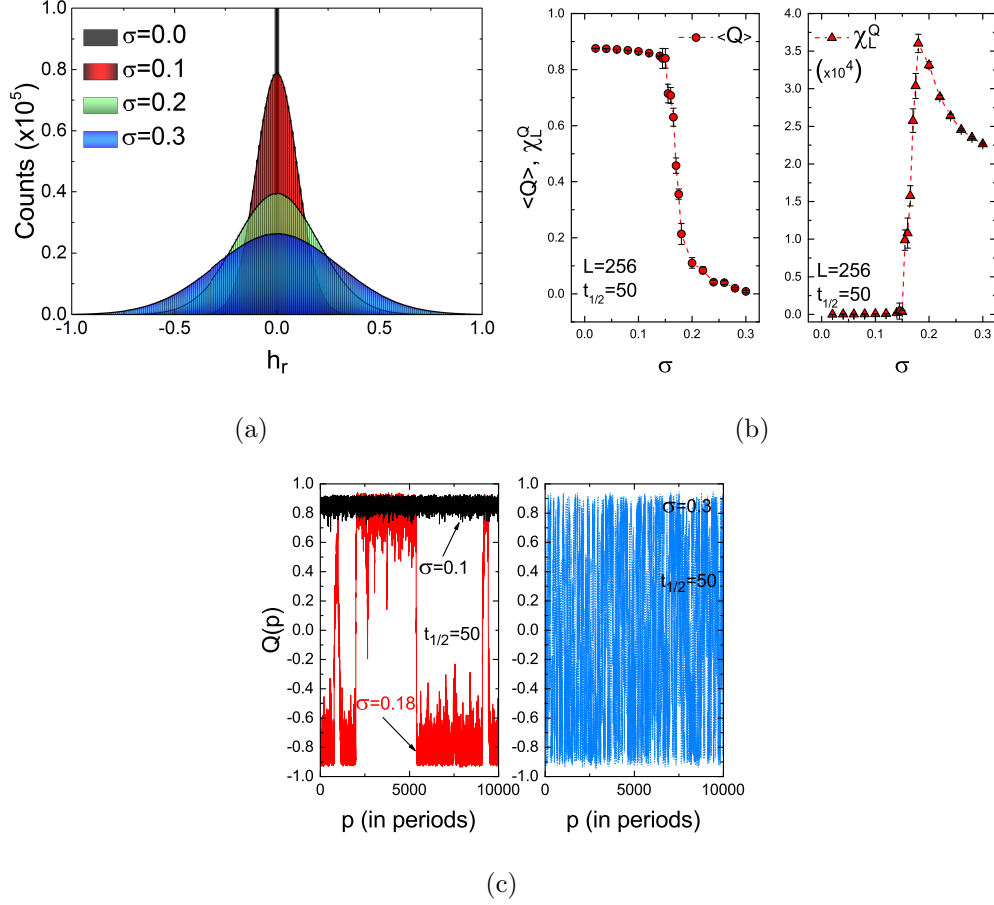 1.0
0.8
0.6
0.4
0.2
0.0
Counts (x10⁵)
σ=0.0
σ=0.1
σ=0.2
σ=0.3
-1.0 -0.5 0.0 0.5 1.0
h_r
(a)
1.0
0.8
0.6
0.4
0.2
0.0
<Q>, χ_L^Q
<Q>
L=256
t_{1/2}=50
0.0 0.1 0.2 0.3
σ
4.0
3.5
3.0
2.5
2.0
1.5
1.0
0.5
0.0
χ_L^Q
(x10⁴)
L=256
t_{1/2}=50
0.0 0.1 0.2 0.3
σ
(b)
1.0
0.8
0.6
0.4
0.2
0.0
-0.2
-0.4
-0.6
-0.8
-1.0
Q(p)
σ=0.1
t_{1/2}=50
σ=0.18
0 5000 10000
p (in periods)
1.0
0.8
0.6
0.4
0.2
0.0
-0.2
-0.4
-0.6
-0.8
-1.0
σ=0.3
t_{1/2}=50
0 5000 10000
p (in periods)
(c)